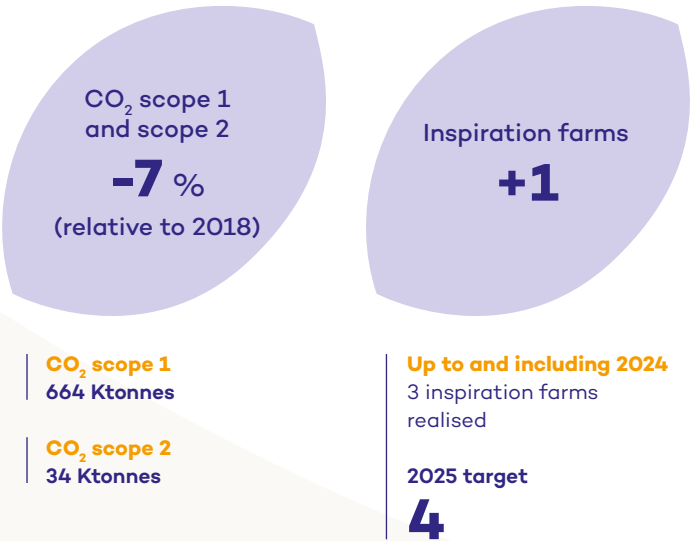 CO₂ scope 1
and scope 2
-7 %
(relative to 2018)
Inspiration farms
+1
CO₂ scope 1
664 Ktonnes
CO₂ scope 2
34 Ktonnes
Up to and including 2024
3 inspiration farms
realised
2025 target
4